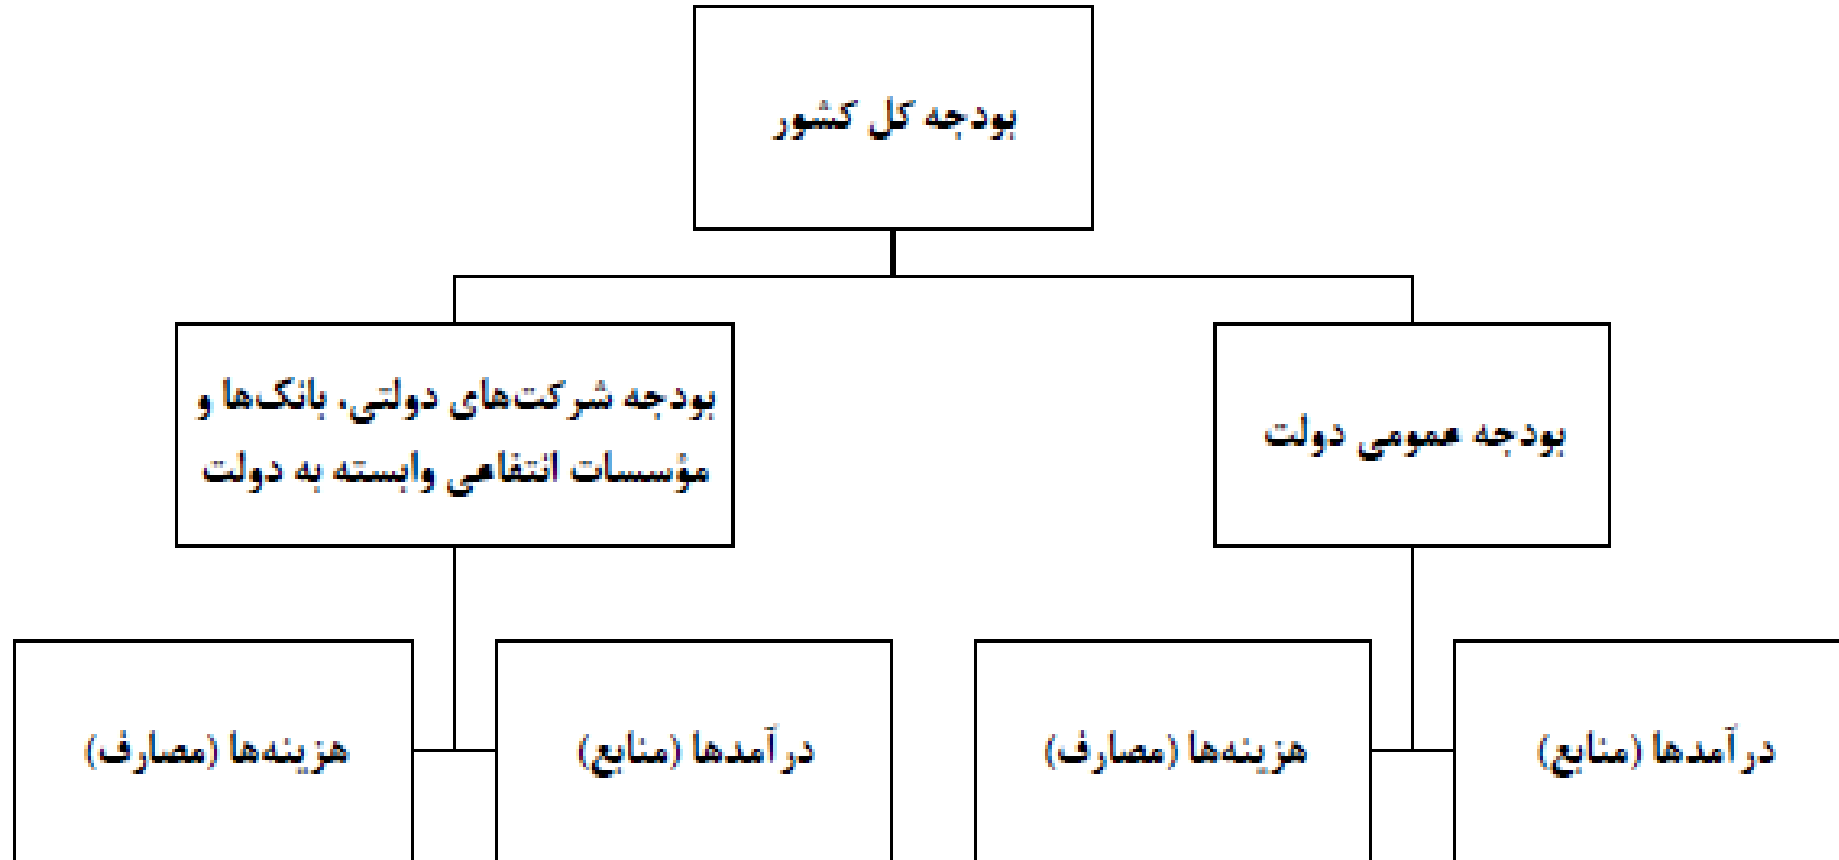 بودجه کل کشور
بودجه عمومی دولت
بودجه شرکت‌های دولتی، بانک‌ها و
مؤسسات انتفاعی وابسته به دولت
درآمدها (منابع)
هزینه‌ها (مصارف)
درآمدها (منابع)
هزینه‌ها (مصارف)